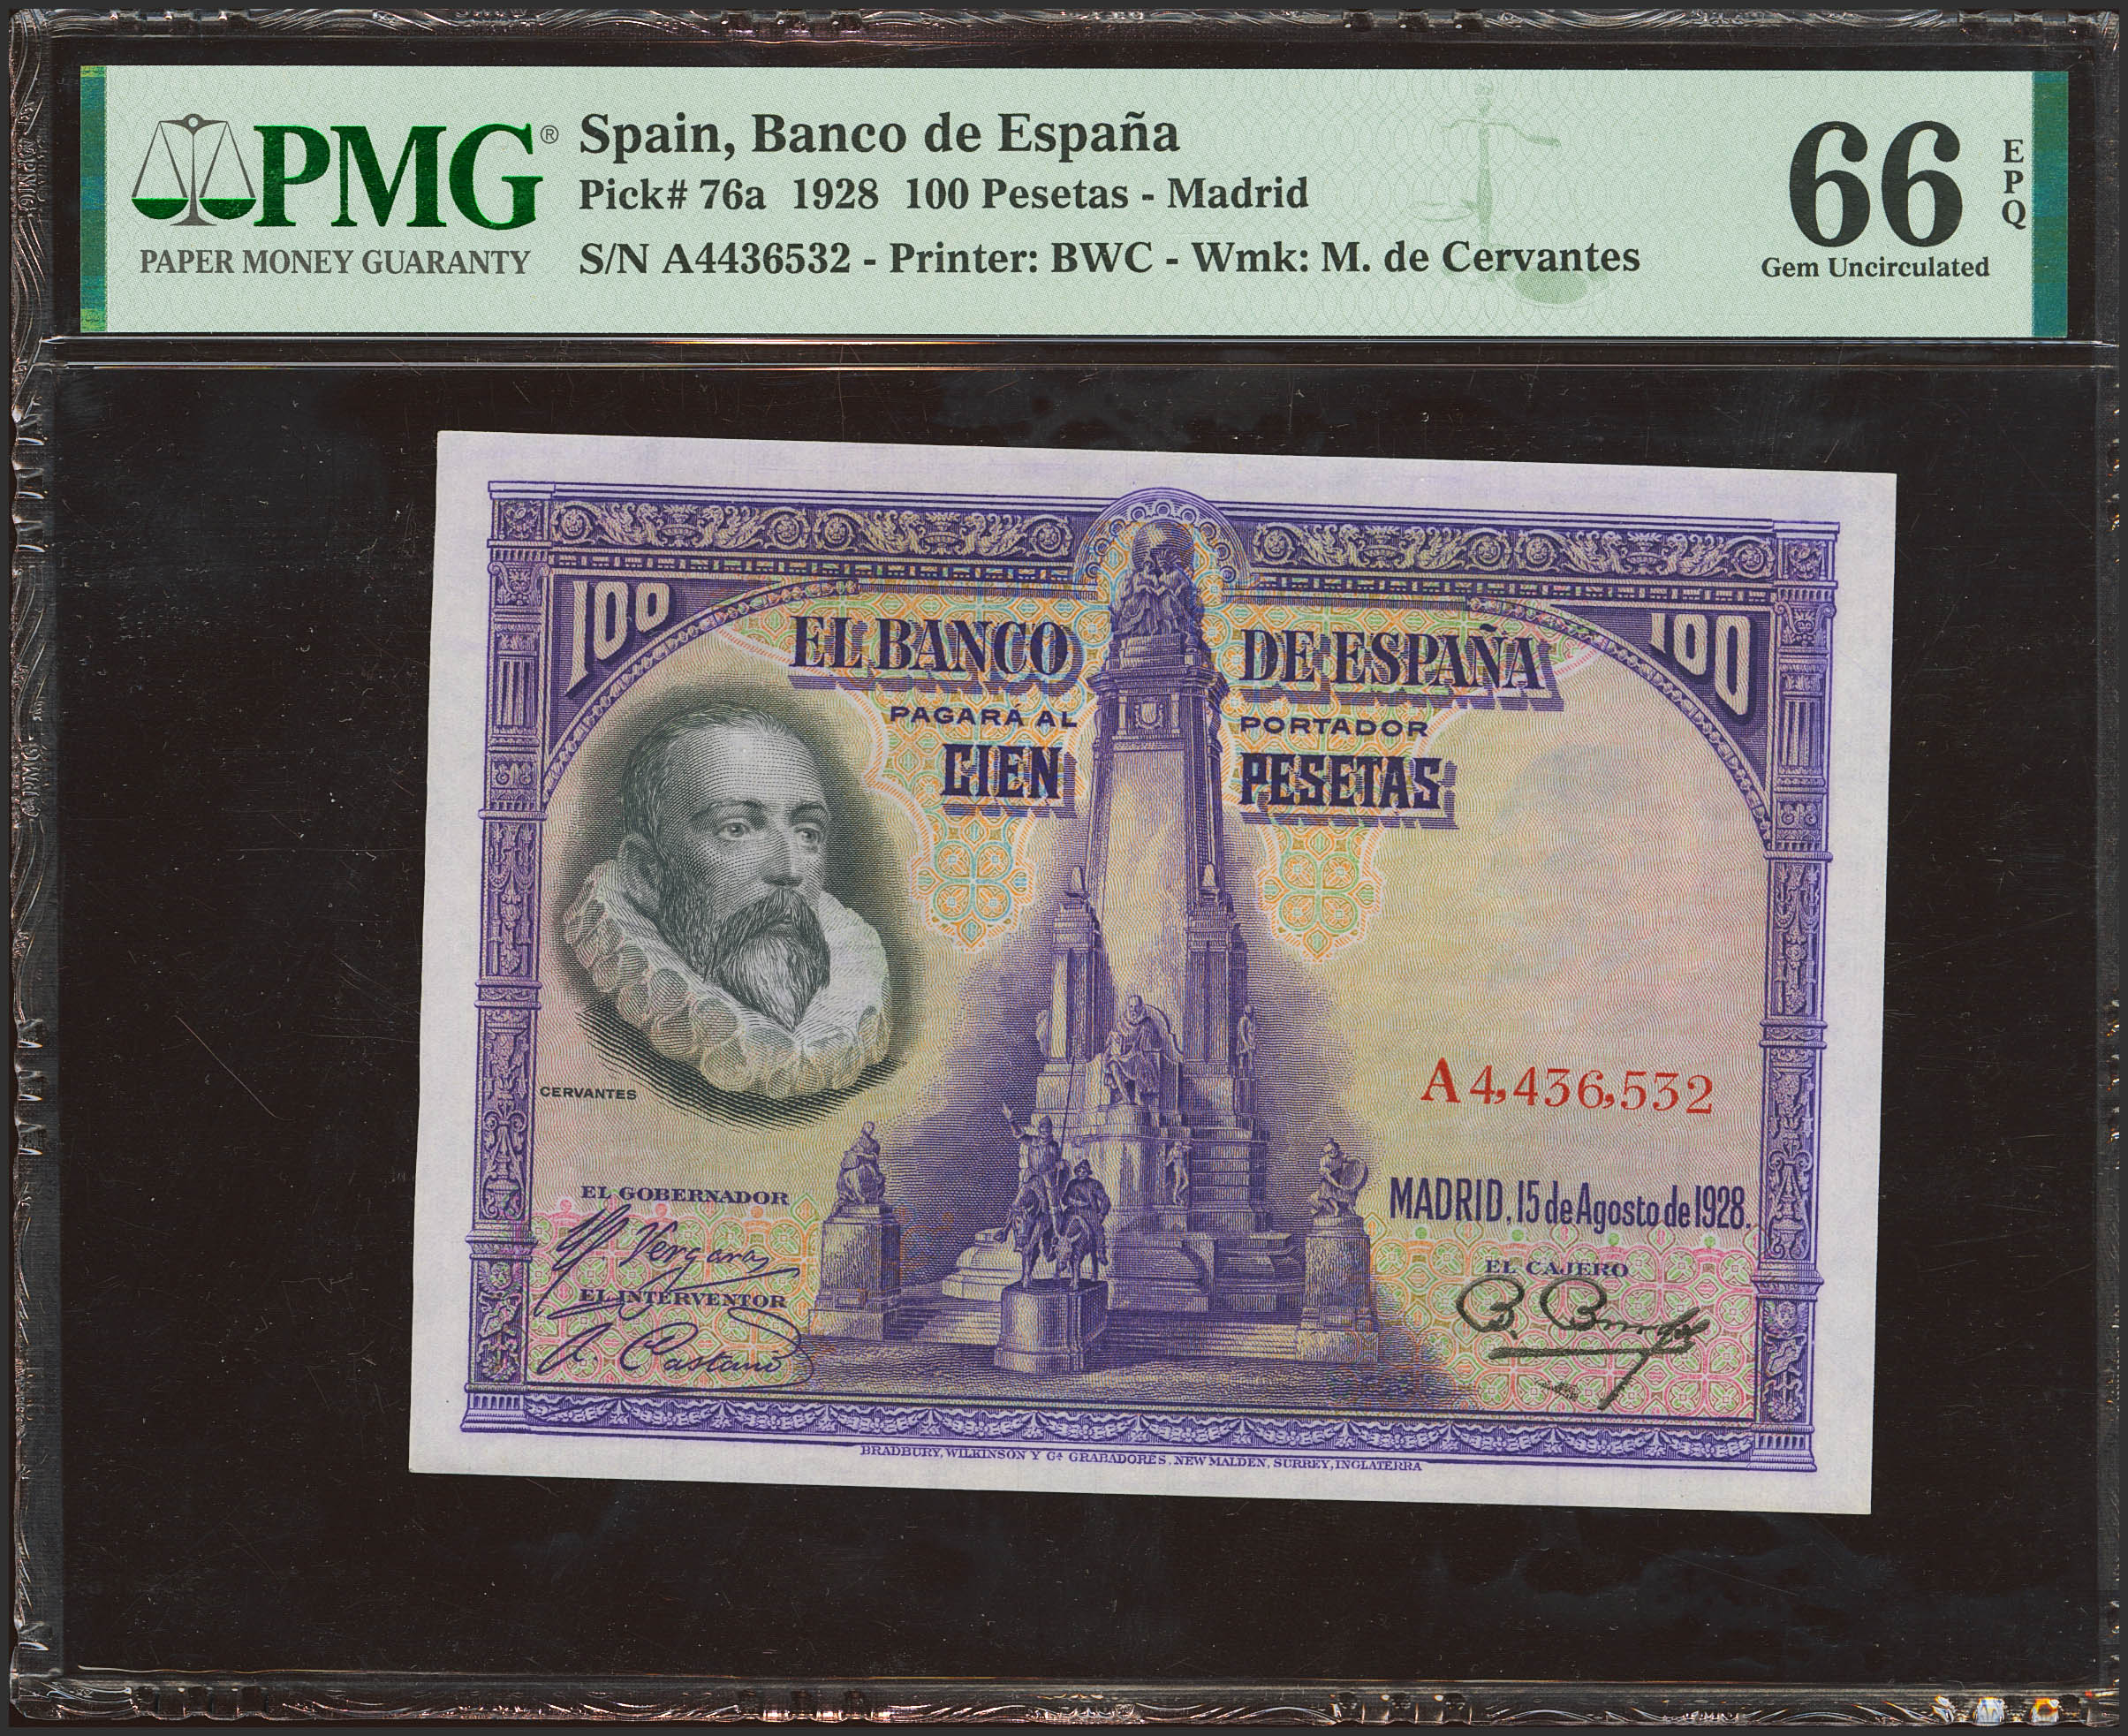 PMG®
PAPER MONEY GUARANTY
Spain, Banco de España
Pick# 76a 1928 100 Pesetas - Madrid
S/N A4436532 - Printer: BWC - Wmk: M. de Cervantes
66
EPQ
Gem Uncirculated
100
100
EL BANCO DE ESPAÑA
PAGARÁ AL PORTADOR
CIEN PESETAS
CERVANTES
A 4,436,532
MADRID, 15 de Agosto de 1928.
EL GOBERNADOR
Vergara
EL INTERVENTOR
A. Castaño
EL CAJERO
BRADBURY, WILKINSON Y Cª GRABADORES, NEW MALDEN, SURREY, INGLATERRA